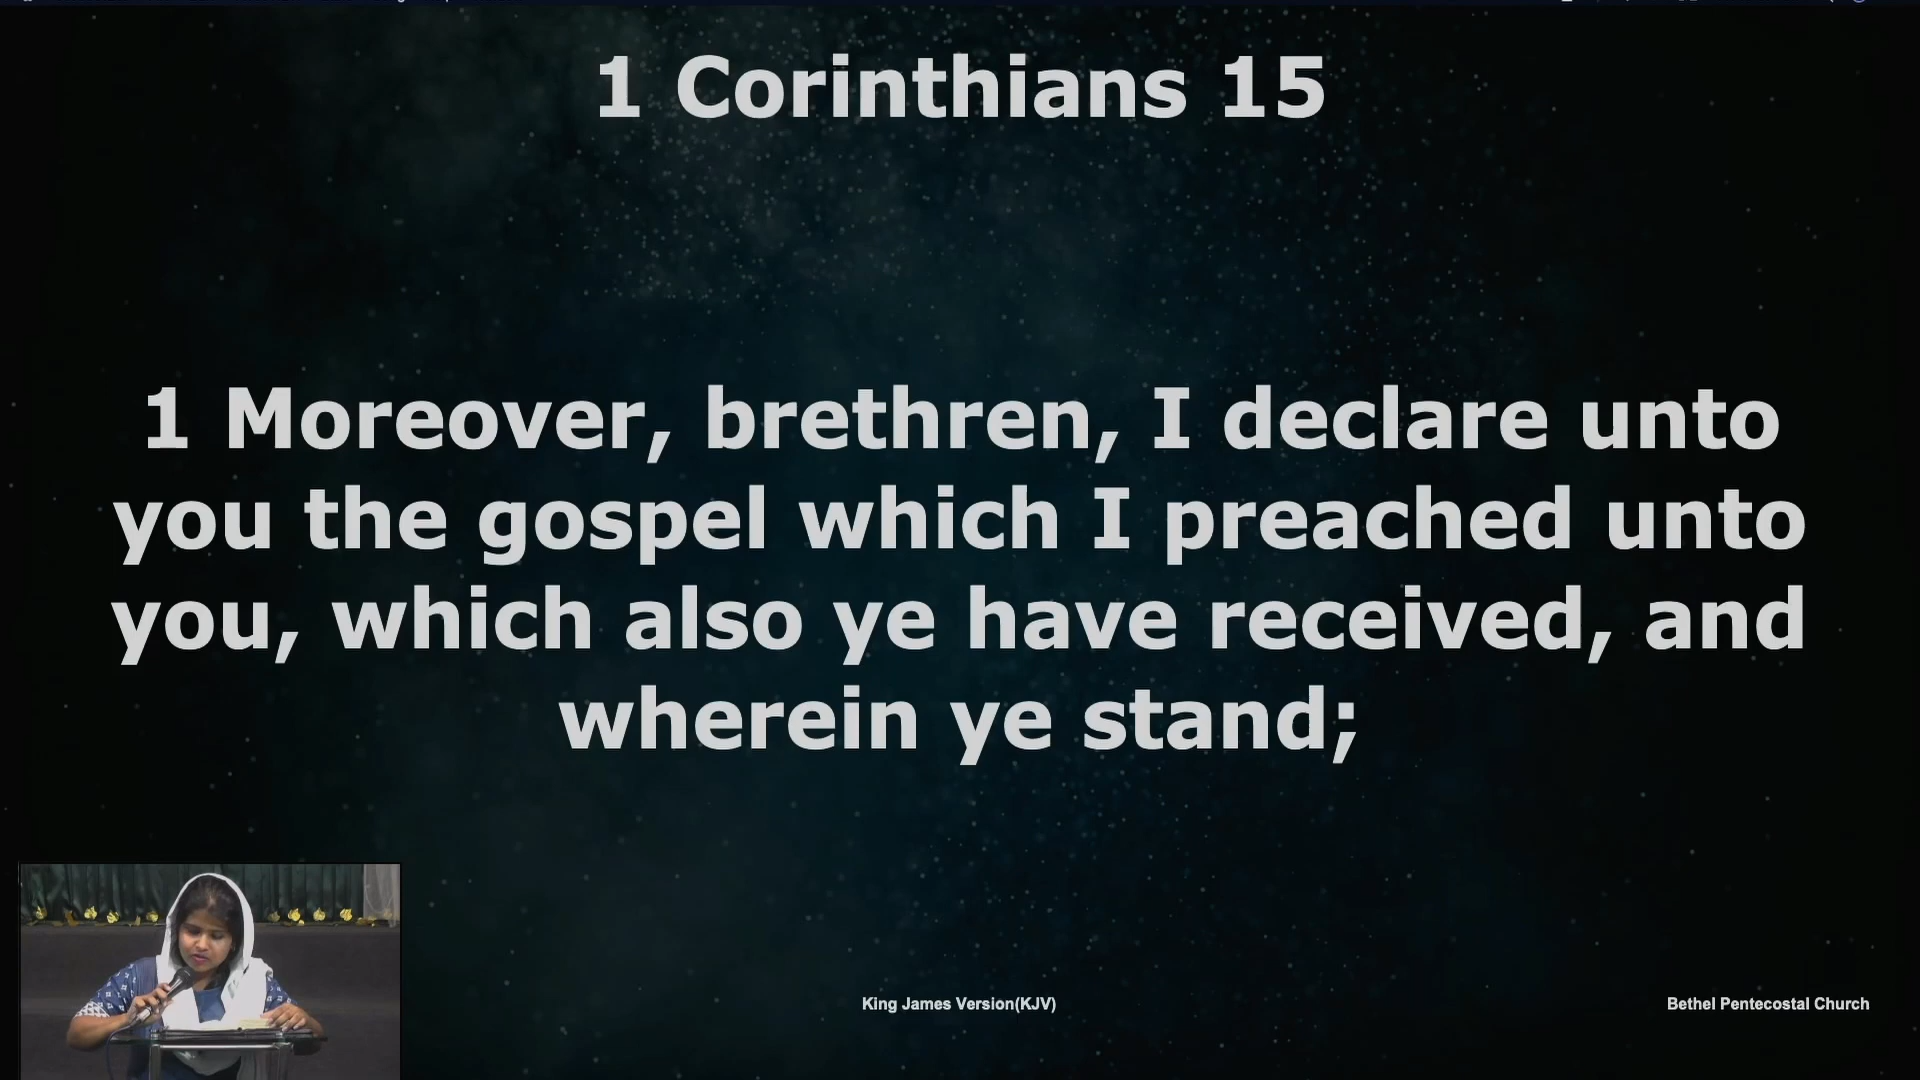 1 Corinthians 15
1 Moreover, brethren, I declare unto
you the gospel which I preached unto
you, which also ye have received, and
wherein ye stand;
King James Version(KJV)
Bethel Pentecostal Church